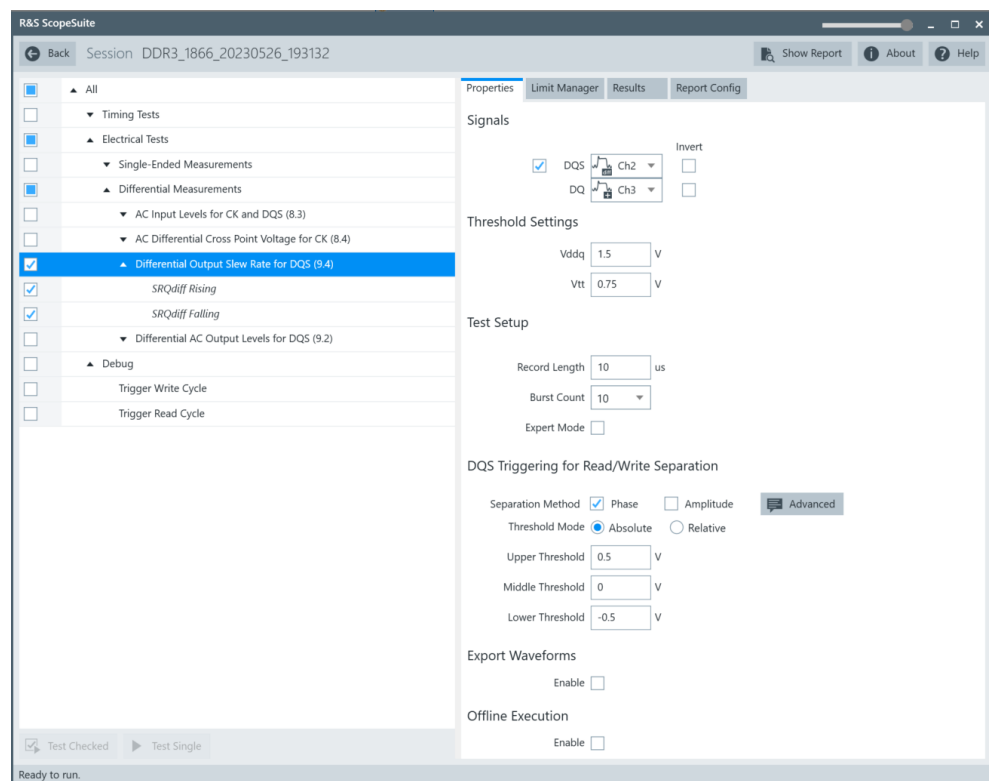 R&S ScopeSuite
Back Session DDR3_1866_20230526_193132 Show Report About Help
All
Timing Tests
Electrical Tests
Single-Ended Measurements
Differential Measurements
AC Input Levels for CK and DQS (8.3)
AC Differential Cross Point Voltage for CK (8.4)
Differential Output Slew Rate for DQS (9.4)
SRQdiff Rising
SRQdiff Falling
Differential AC Output Levels for DQS (9.2)
Debug
Trigger Write Cycle
Trigger Read Cycle
Test Checked Test Single
Properties Limit Manager Results Report Config
Signals
Invert
DQS Ch2
DQ Ch3
Threshold Settings
Vddq 1.5 V
Vtt 0.75 V
Test Setup
Record Length 10 us
Burst Count 10
Expert Mode
DQS Triggering for Read/Write Separation
Separation Method Phase Amplitude Advanced
Threshold Mode Absolute Relative
Upper Threshold 0.5 V
Middle Threshold 0 V
Lower Threshold -0.5 V
Export Waveforms
Enable
Offline Execution
Enable
Ready to run.